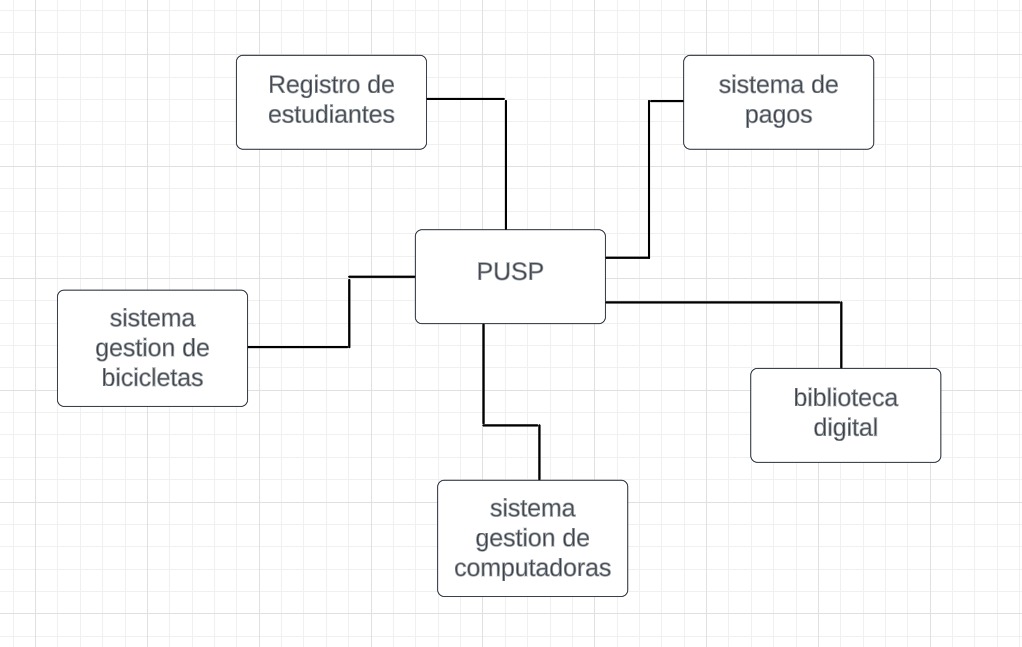 Registro de
estudiantes
sistema de
pagos
PUSP
sistema
gestion de
bicicletas
biblioteca
digital
sistema
gestion de
computadoras